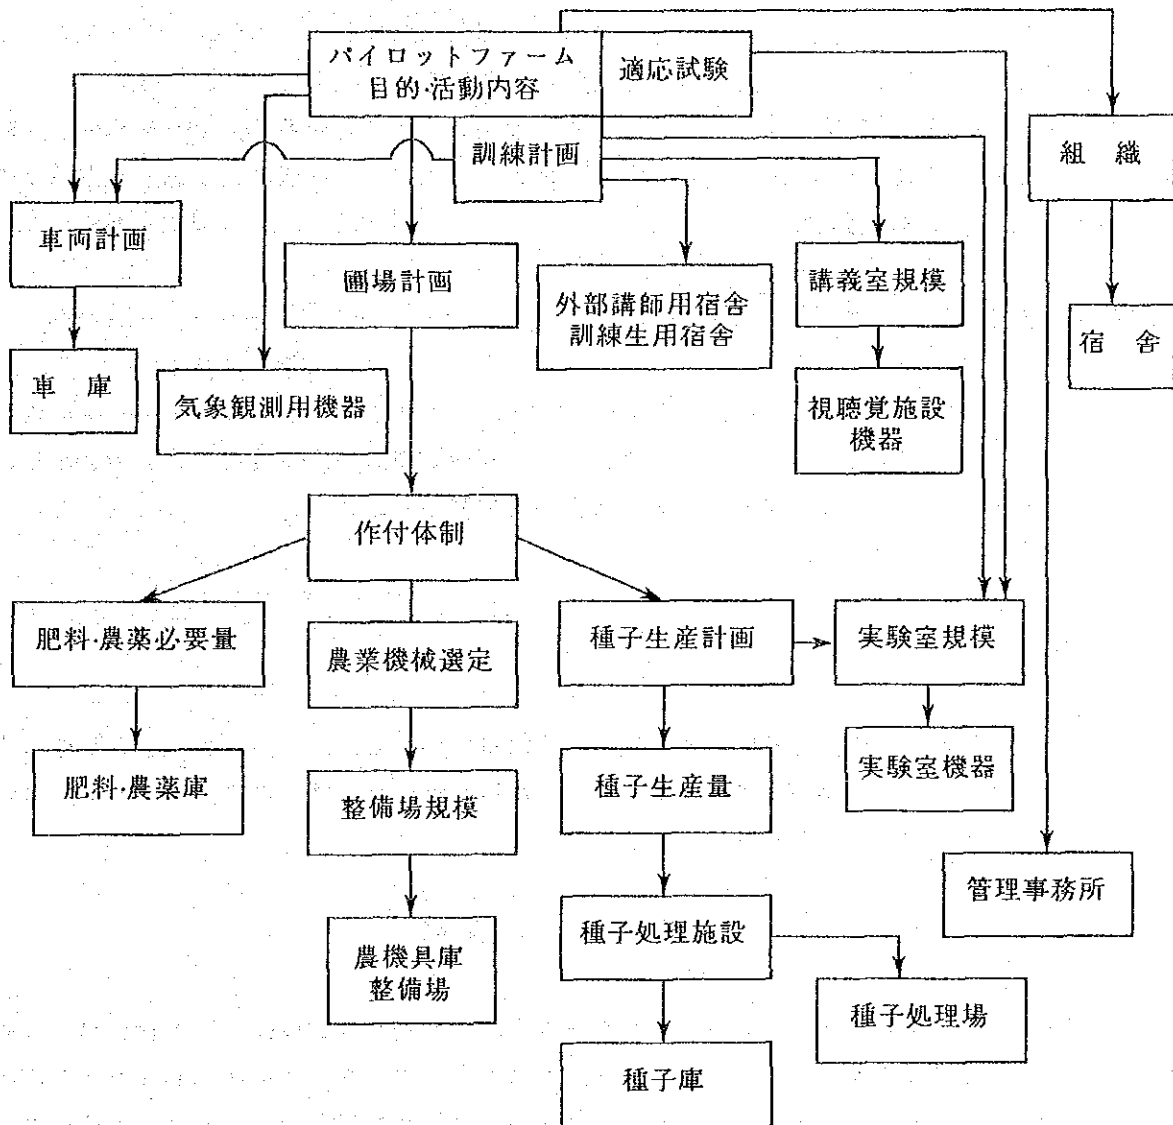 パイロットファーム
目的・活動内容
適応試験
訓練計画
組　織
車両計画
圃場計画
外部講師用宿舎
訓練生用宿舎
講義室規模
宿　舎
車　庫
気象観測用機器
視聴覚施設
機器
作付体制
肥料・農薬必要量
農業機械選定
種子生産計画
実験室規模
肥料・農薬庫
整備場規模
種子生産量
実験室機器
管理事務所
農機具庫
整備場
種子処理施設
種子処理場
種子庫